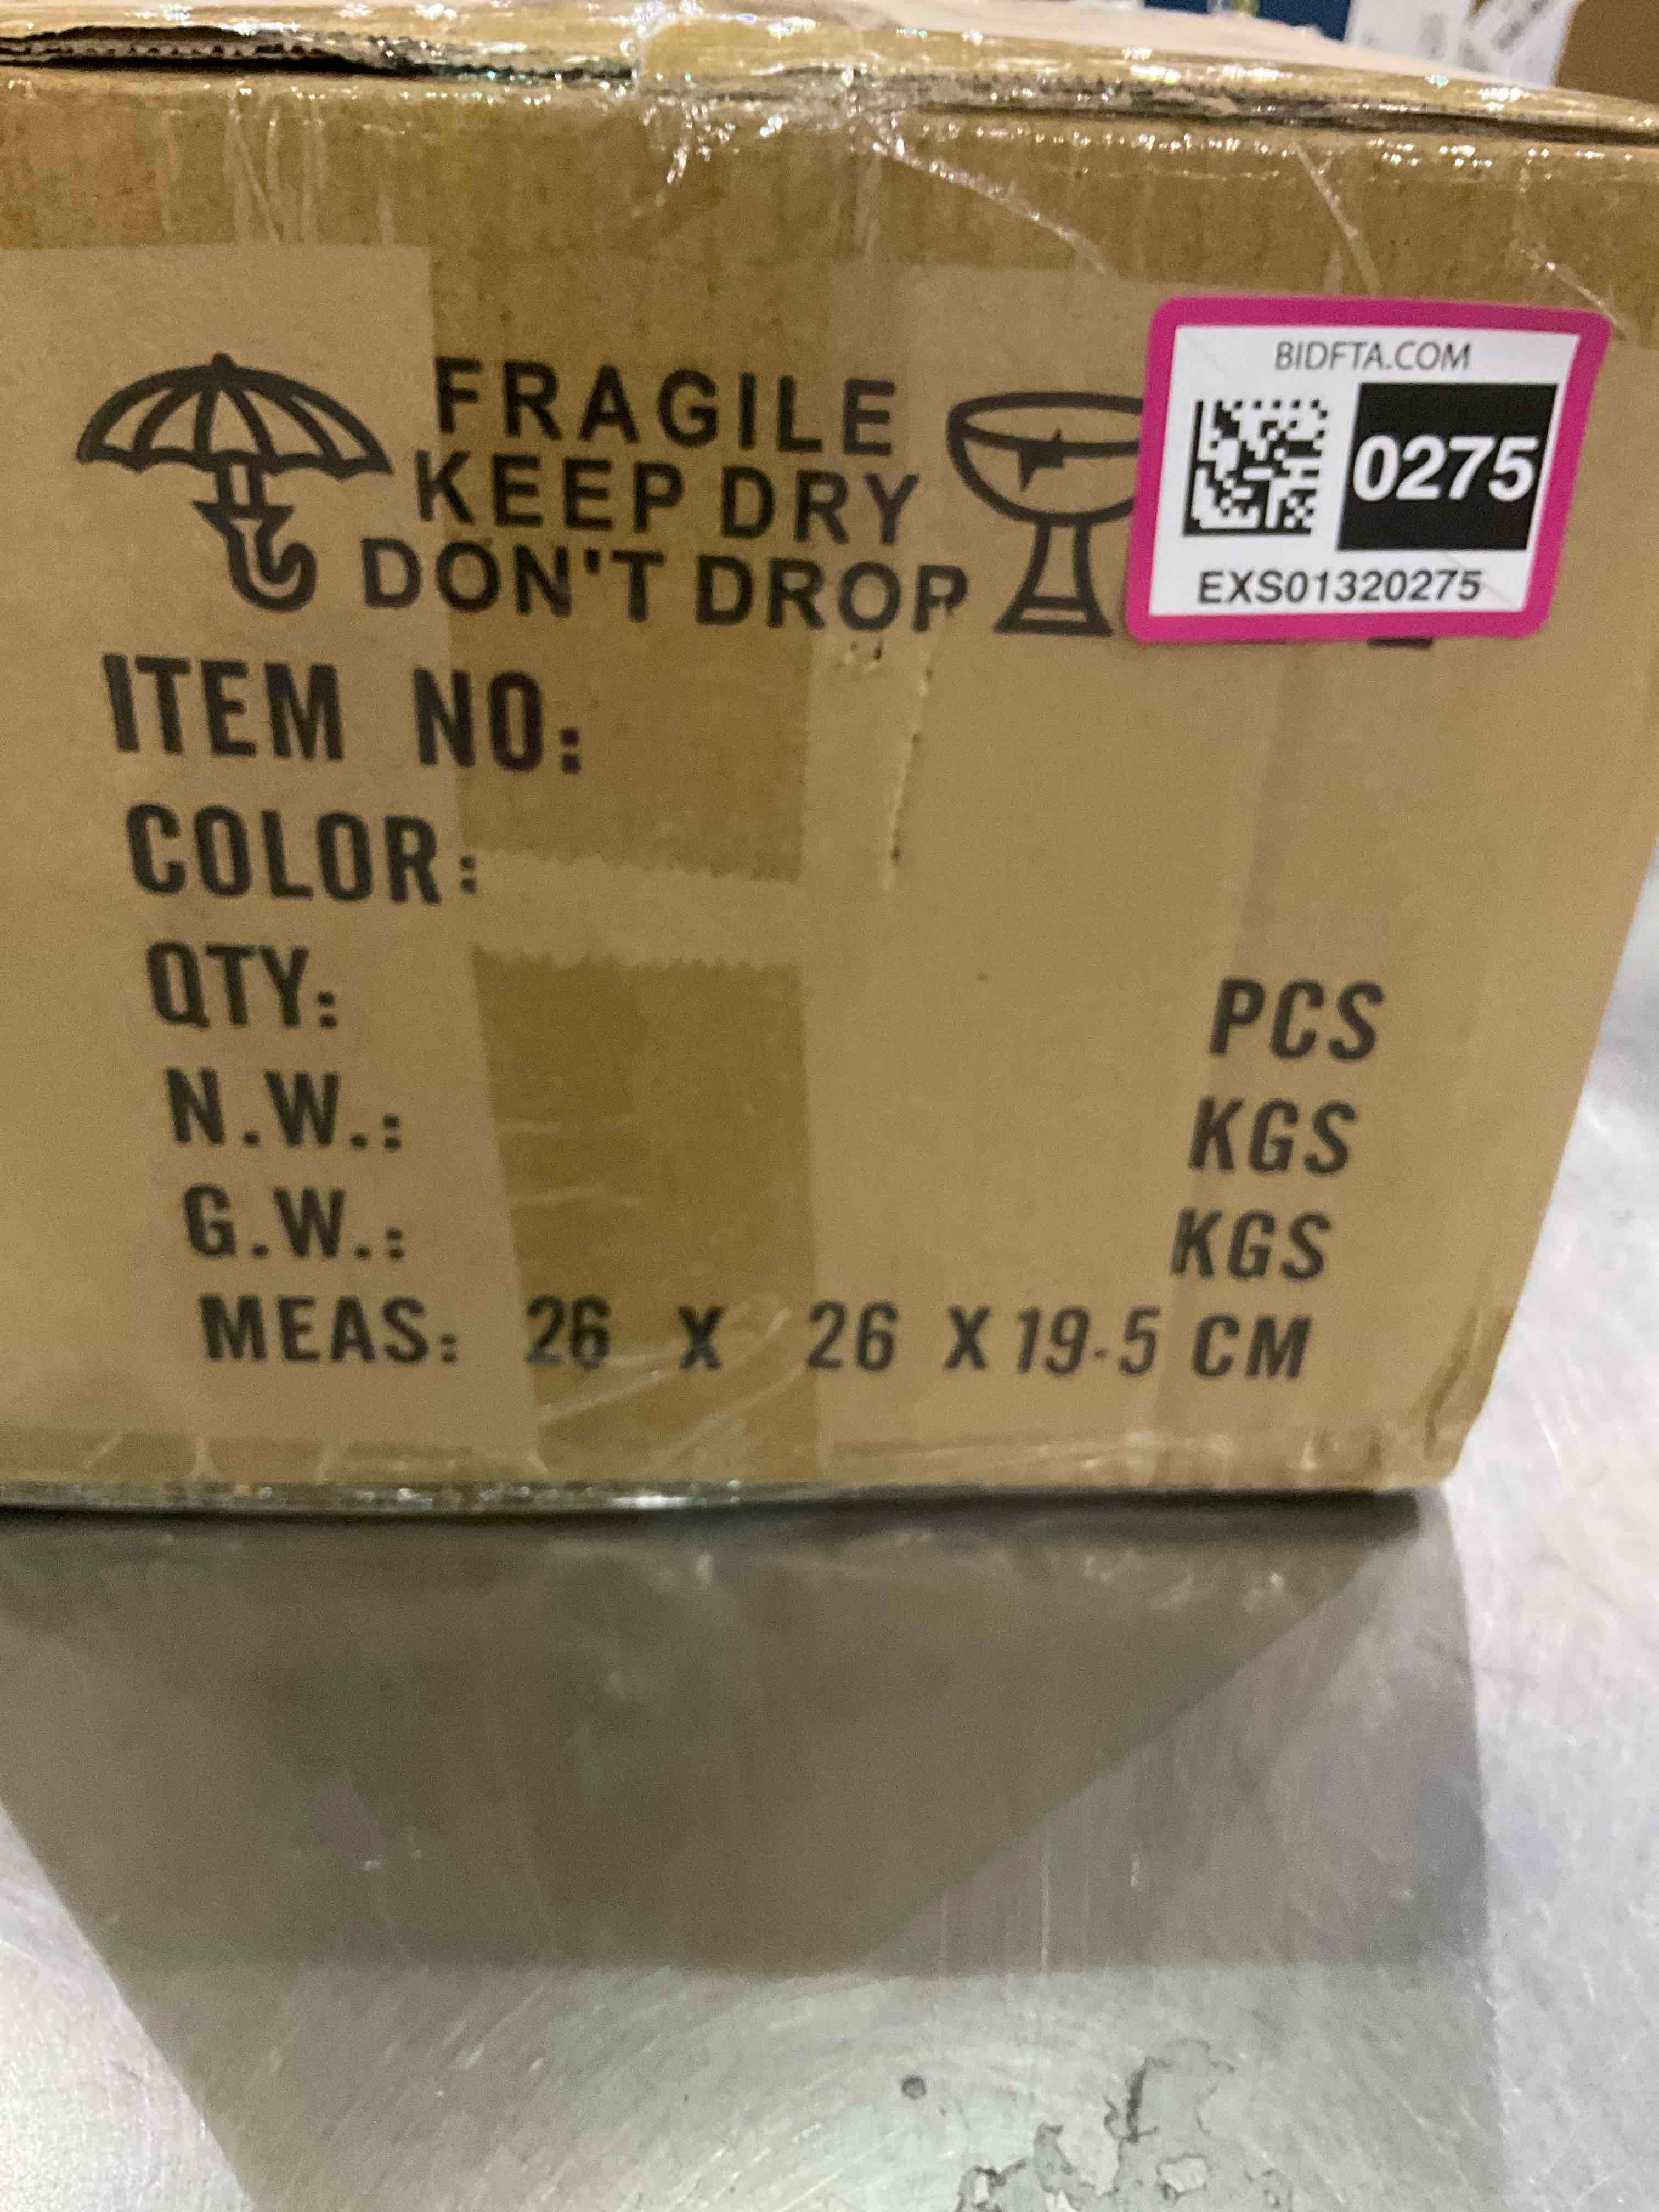 FRAGILE
KEEP DRY
DON'T DROP
BIDFTA.COM
0275
EXS01320275
ITEM NO:
COLOR:
QTY: PCS
N.W.: KGS
G.W.: KGS
MEAS: 26 X 26 X 19.5 CM